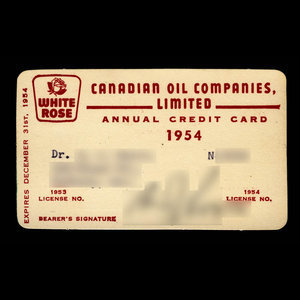 WHITE
ROSE
CANADIAN OIL COMPANIES,
LIMITED
ANNUAL CREDIT CARD
1954
EXPIRES DECEMBER 31ST, 1954
Dr. N
1953
LICENSE NO.
1954
LICENSE NO.
BEARER'S SIGNATURE